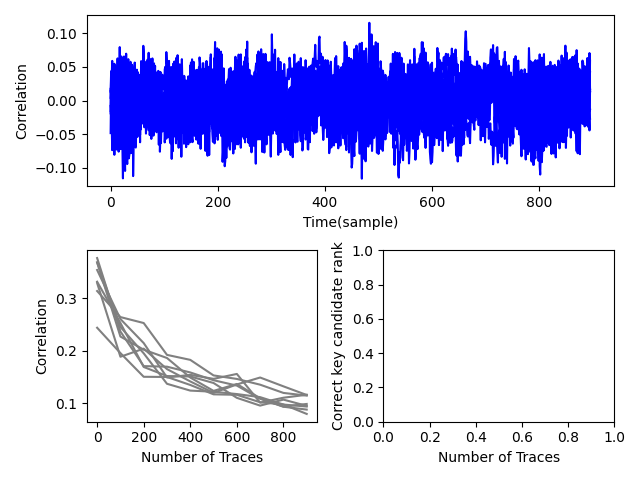 0.10
0.05
0.00
−0.05
−0.10
Correlation
0 200 400 600 800
Time(sample)
0.3
0.2
0.1
Correlation
0 200 400 600 800
Number of Traces
1.0
0.8
0.6
0.4
0.2
0.0
Correct key candidate rank
0.0 0.2 0.4 0.6 0.8 1.0
Number of Traces